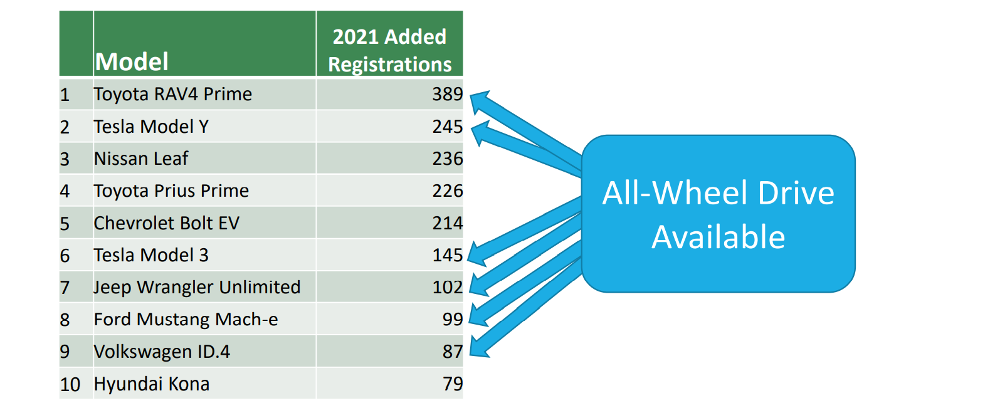 Model
2021 Added
Registrations
1 Toyota RAV4 Prime 389
2 Tesla Model Y 245
3 Nissan Leaf 236
4 Toyota Prius Prime 226
5 Chevrolet Bolt EV 214
6 Tesla Model 3 145
7 Jeep Wrangler Unlimited 102
8 Ford Mustang Mach-e 99
9 Volkswagen ID.4 87
10 Hyundai Kona 79
All-Wheel Drive
Available